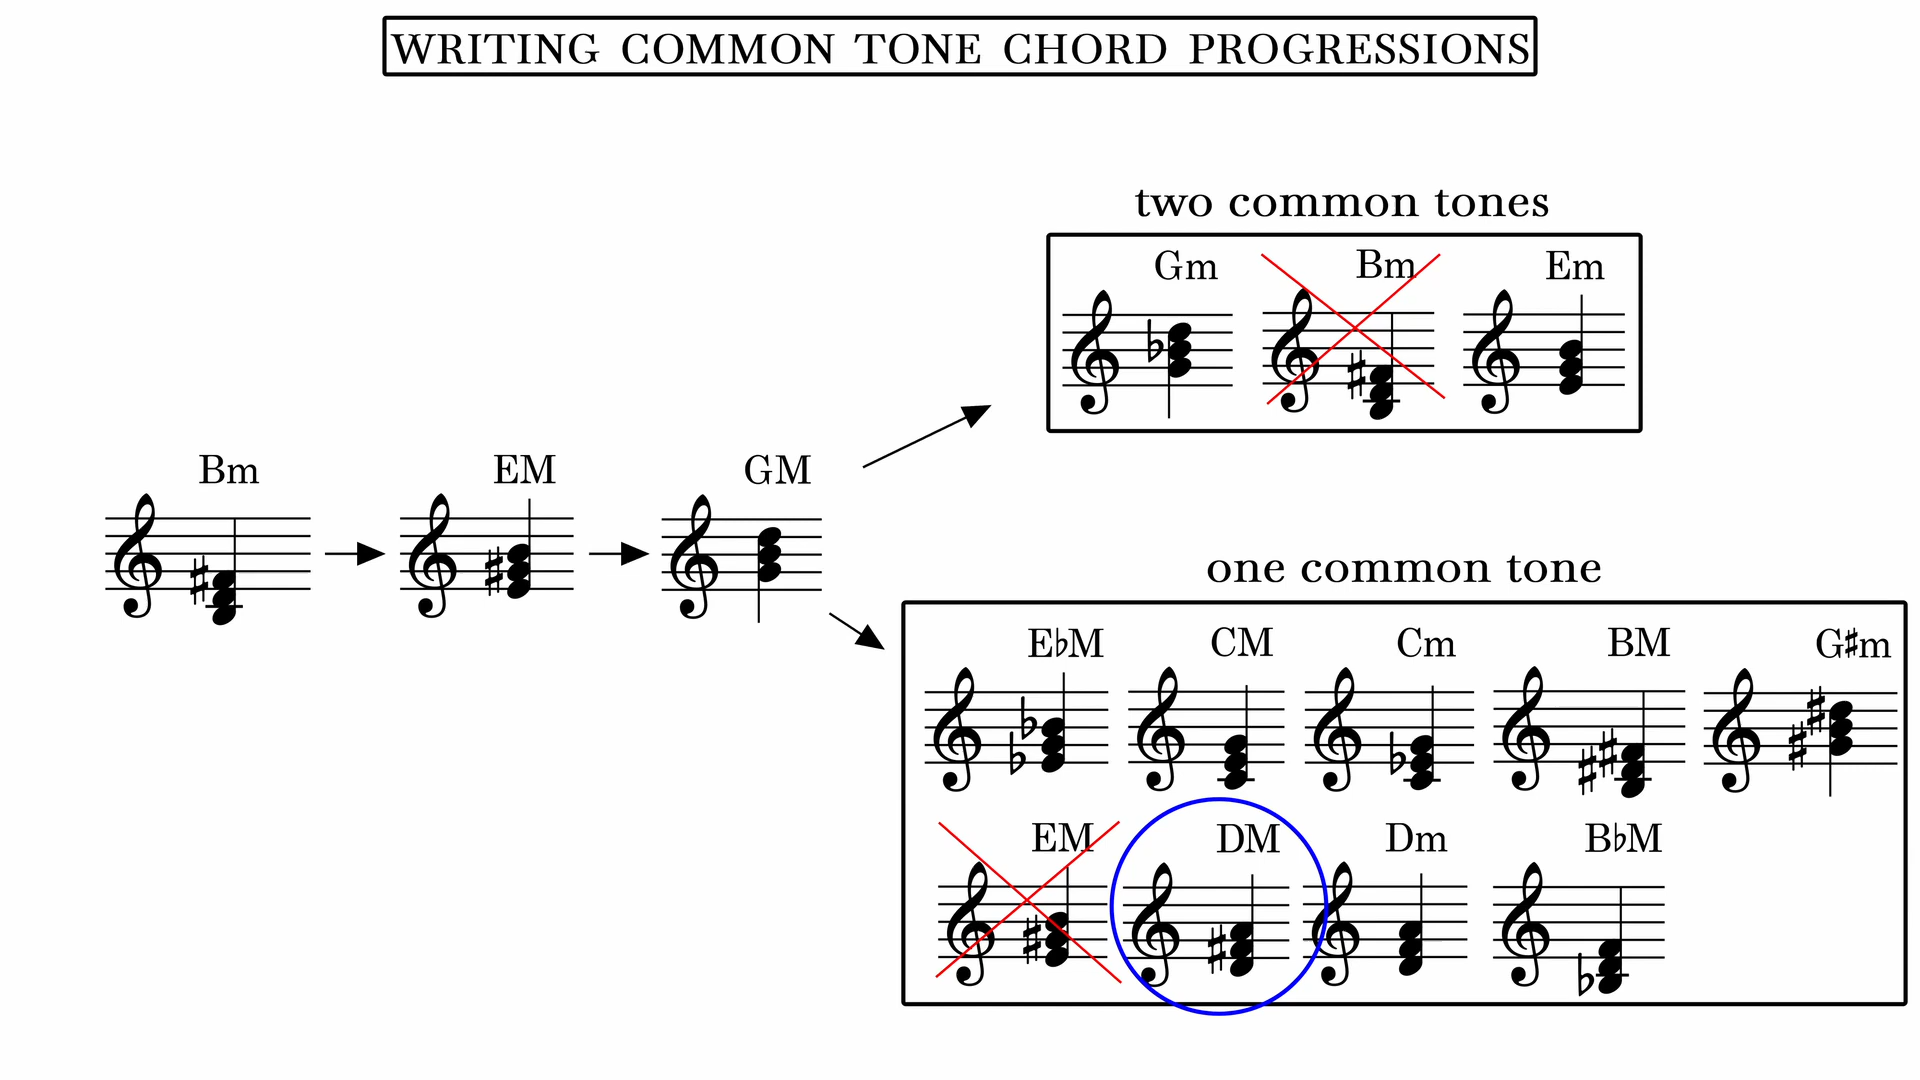 WRITING COMMON TONE CHORD PROGRESSIONS
two common tones
Gm Bm Em
Bm EM GM
one common tone
E♭M CM Cm BM G♯m
EM DM Dm B♭M